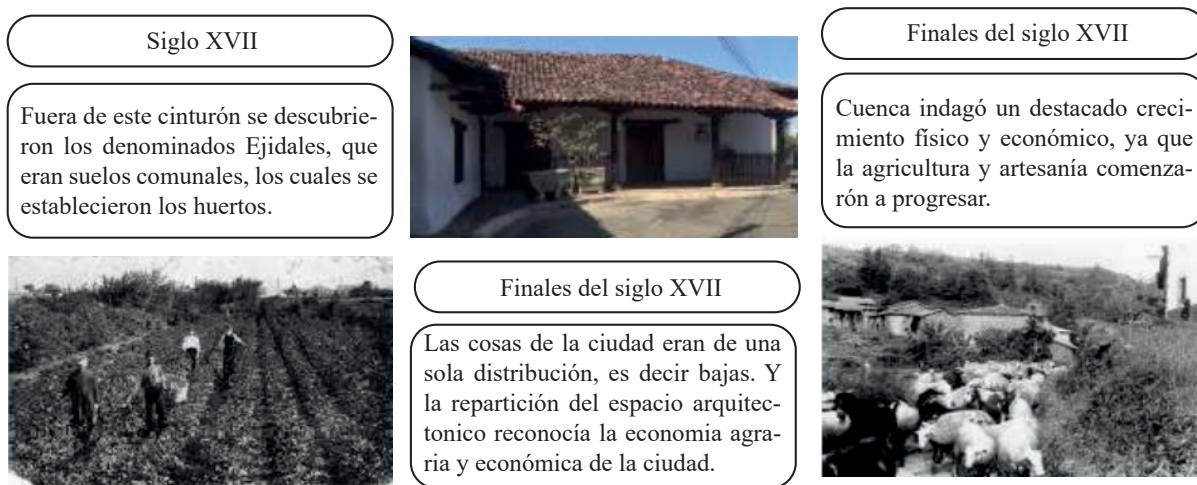 Siglo XVII
Fuera de este cinturón se descubrie-
ron los denominados Ejidales, que
eran suelos comunales, los cuales se
establecieron los huertos.
Finales del siglo XVII
Las cosas de la ciudad eran de una
sola distribución, es decir bajas. Y
la repartición del espacio arquitec-
tonico reconocía la economia agra-
ria y económica de la ciudad.
Finales del siglo XVII
Cuenca indagó un destacado creci-
miento físico y económico, ya que
la agricultura y artesanía comenza-
rón a progresar.